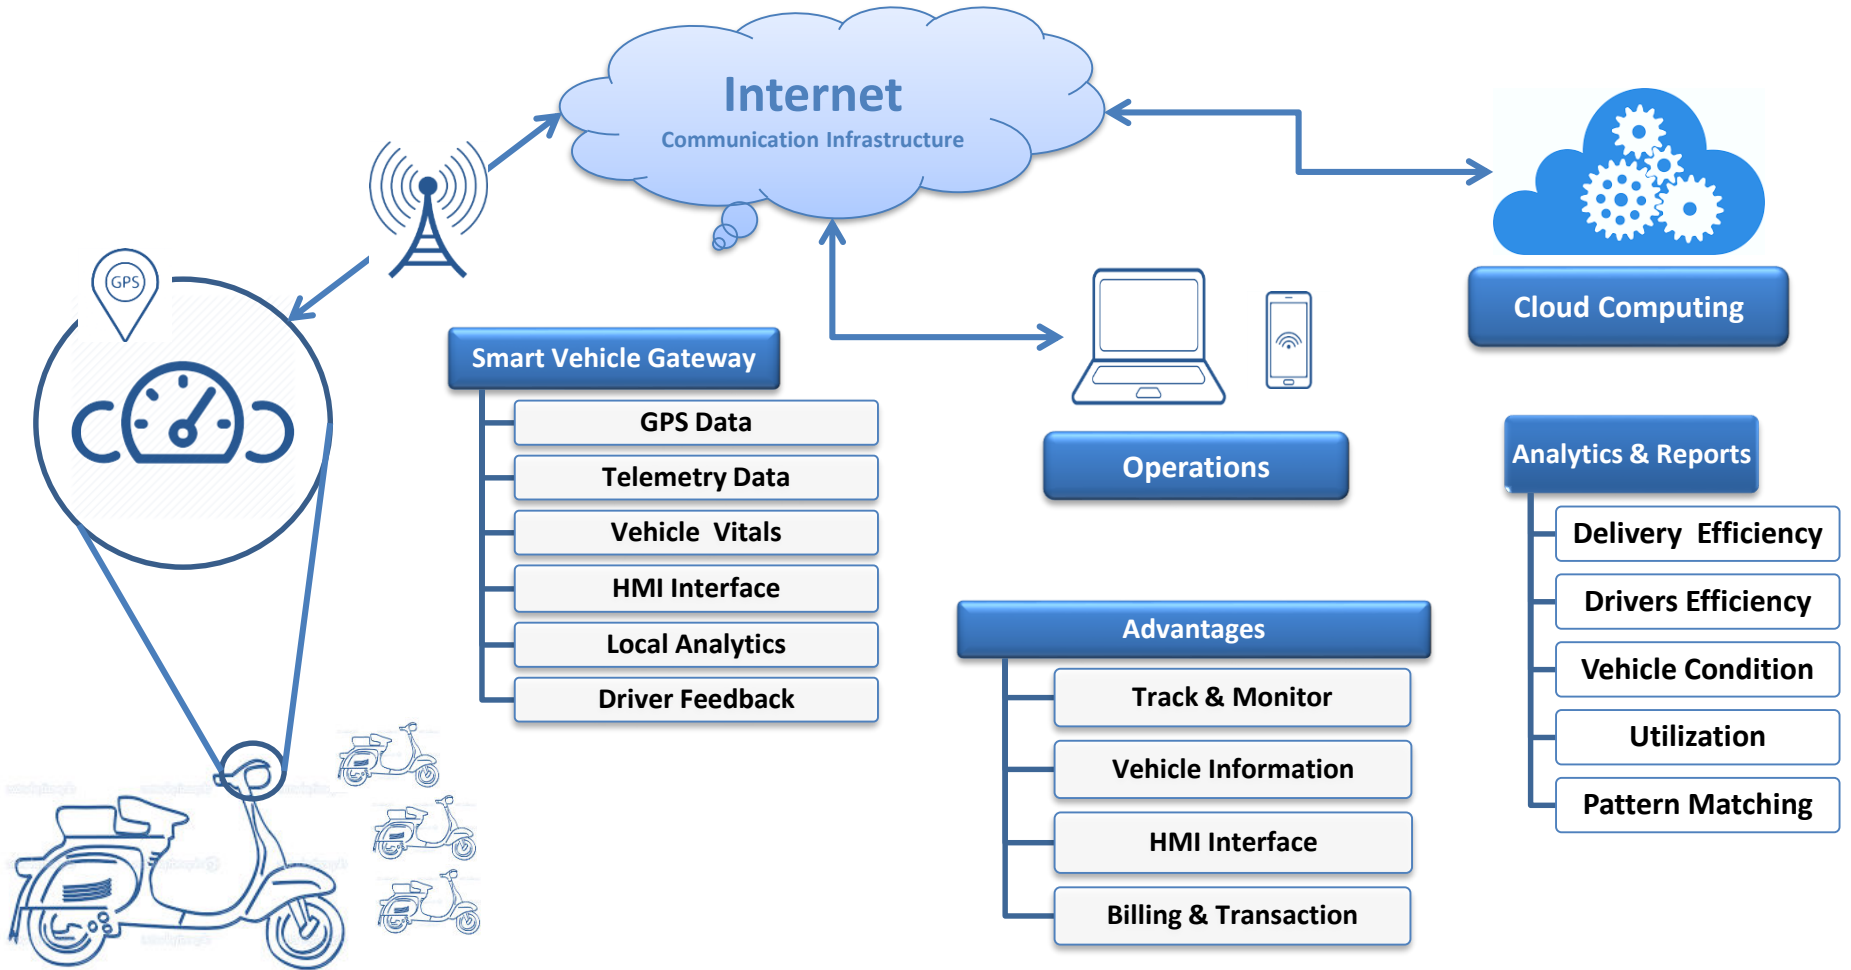 Internet
Communication Infrastructure
GPS
Cloud Computing
Smart Vehicle Gateway
GPS Data
Telemetry Data
Vehicle Vitals
HMI Interface
Local Analytics
Driver Feedback
Operations
Analytics & Reports
Delivery Efficiency
Drivers Efficiency
Vehicle Condition
Utilization
Pattern Matching
Advantages
Track & Monitor
Vehicle Information
HMI Interface
Billing & Transaction